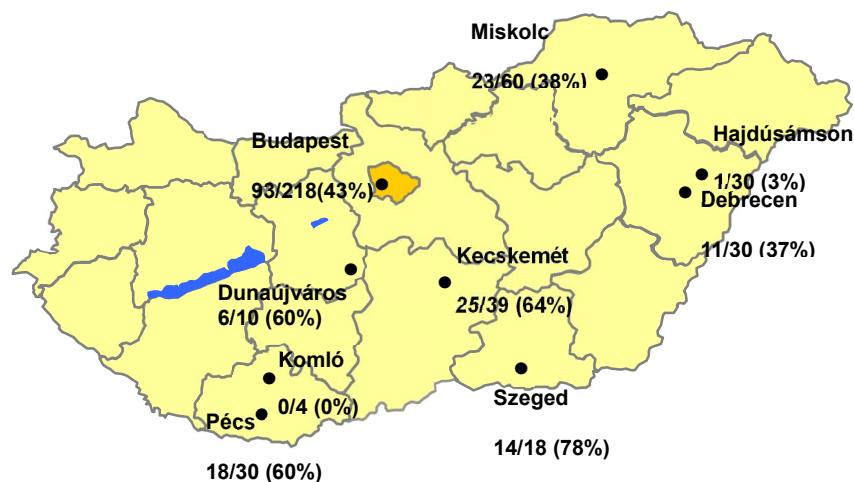 Miskolc
23/60 (38%)
Hajdúsámson
1/30 (3%)
Budapest
93/218(43%)
Debrecen
11/30 (37%)
Kecskemét
25/39 (64%)
Dunaújváros
6/10 (60%)
Komló
0/4 (0%)
Szeged
14/18 (78%)
Pécs
18/30 (60%)